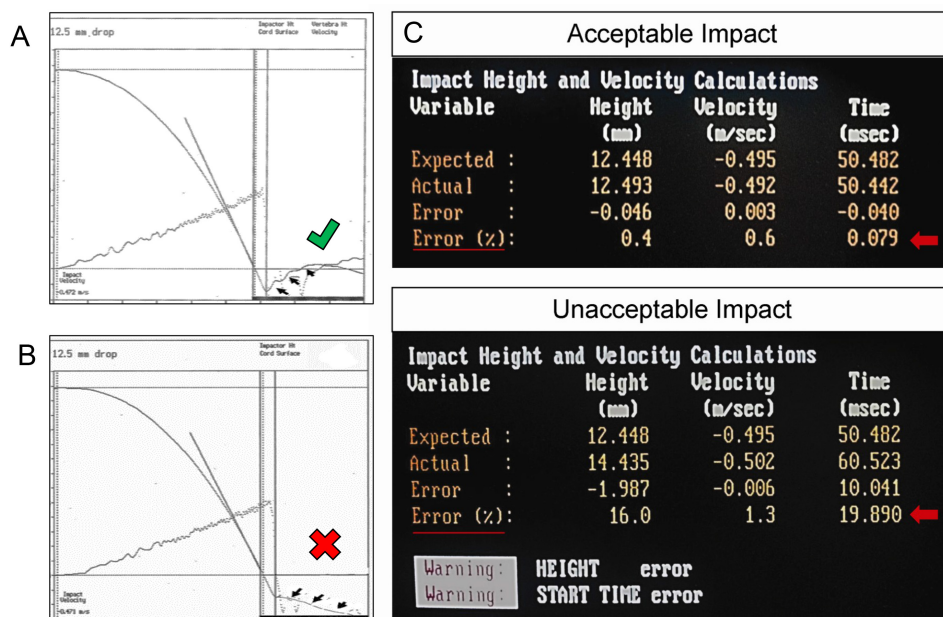 A
12.5 mm_drop
Impactor Ht Vertebra Ht
Cord Surface Velocity
Impact
Velocity
B
12.5 mm drop
Impactor Ht
Cord Surface
Impact
Velocity
C
Acceptable Impact
Impact Height and Velocity Calculations
Variable Height Velocity Time
(mm) (m/sec) (msec)
Expected : 12.448 -0.495 50.482
Actual : 12.493 -0.492 50.442
Error : -0.046 0.003 -0.040
Error (%): 0.4 0.6 0.079
Unacceptable Impact
Impact Height and Velocity Calculations
Variable Height Velocity Time
(mm) (m/sec) (msec)
Expected : 12.448 -0.495 50.482
Actual : 14.435 -0.502 60.523
Error : -1.987 -0.006 10.041
Error (%): 16.0 1.3 19.890
Warning: HEIGHT error
Warning: START TIME error